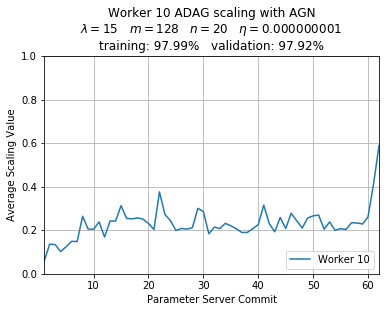 Worker 10 ADAG scaling with AGN
λ = 15 m = 128 n = 20 η = 0.000000001
training: 97.99% validation: 97.92%
1.0
0.8
0.6
0.4
0.2
0.0
Average Scaling Value
Worker 10
10 20 30 40 50 60
Parameter Server Commit